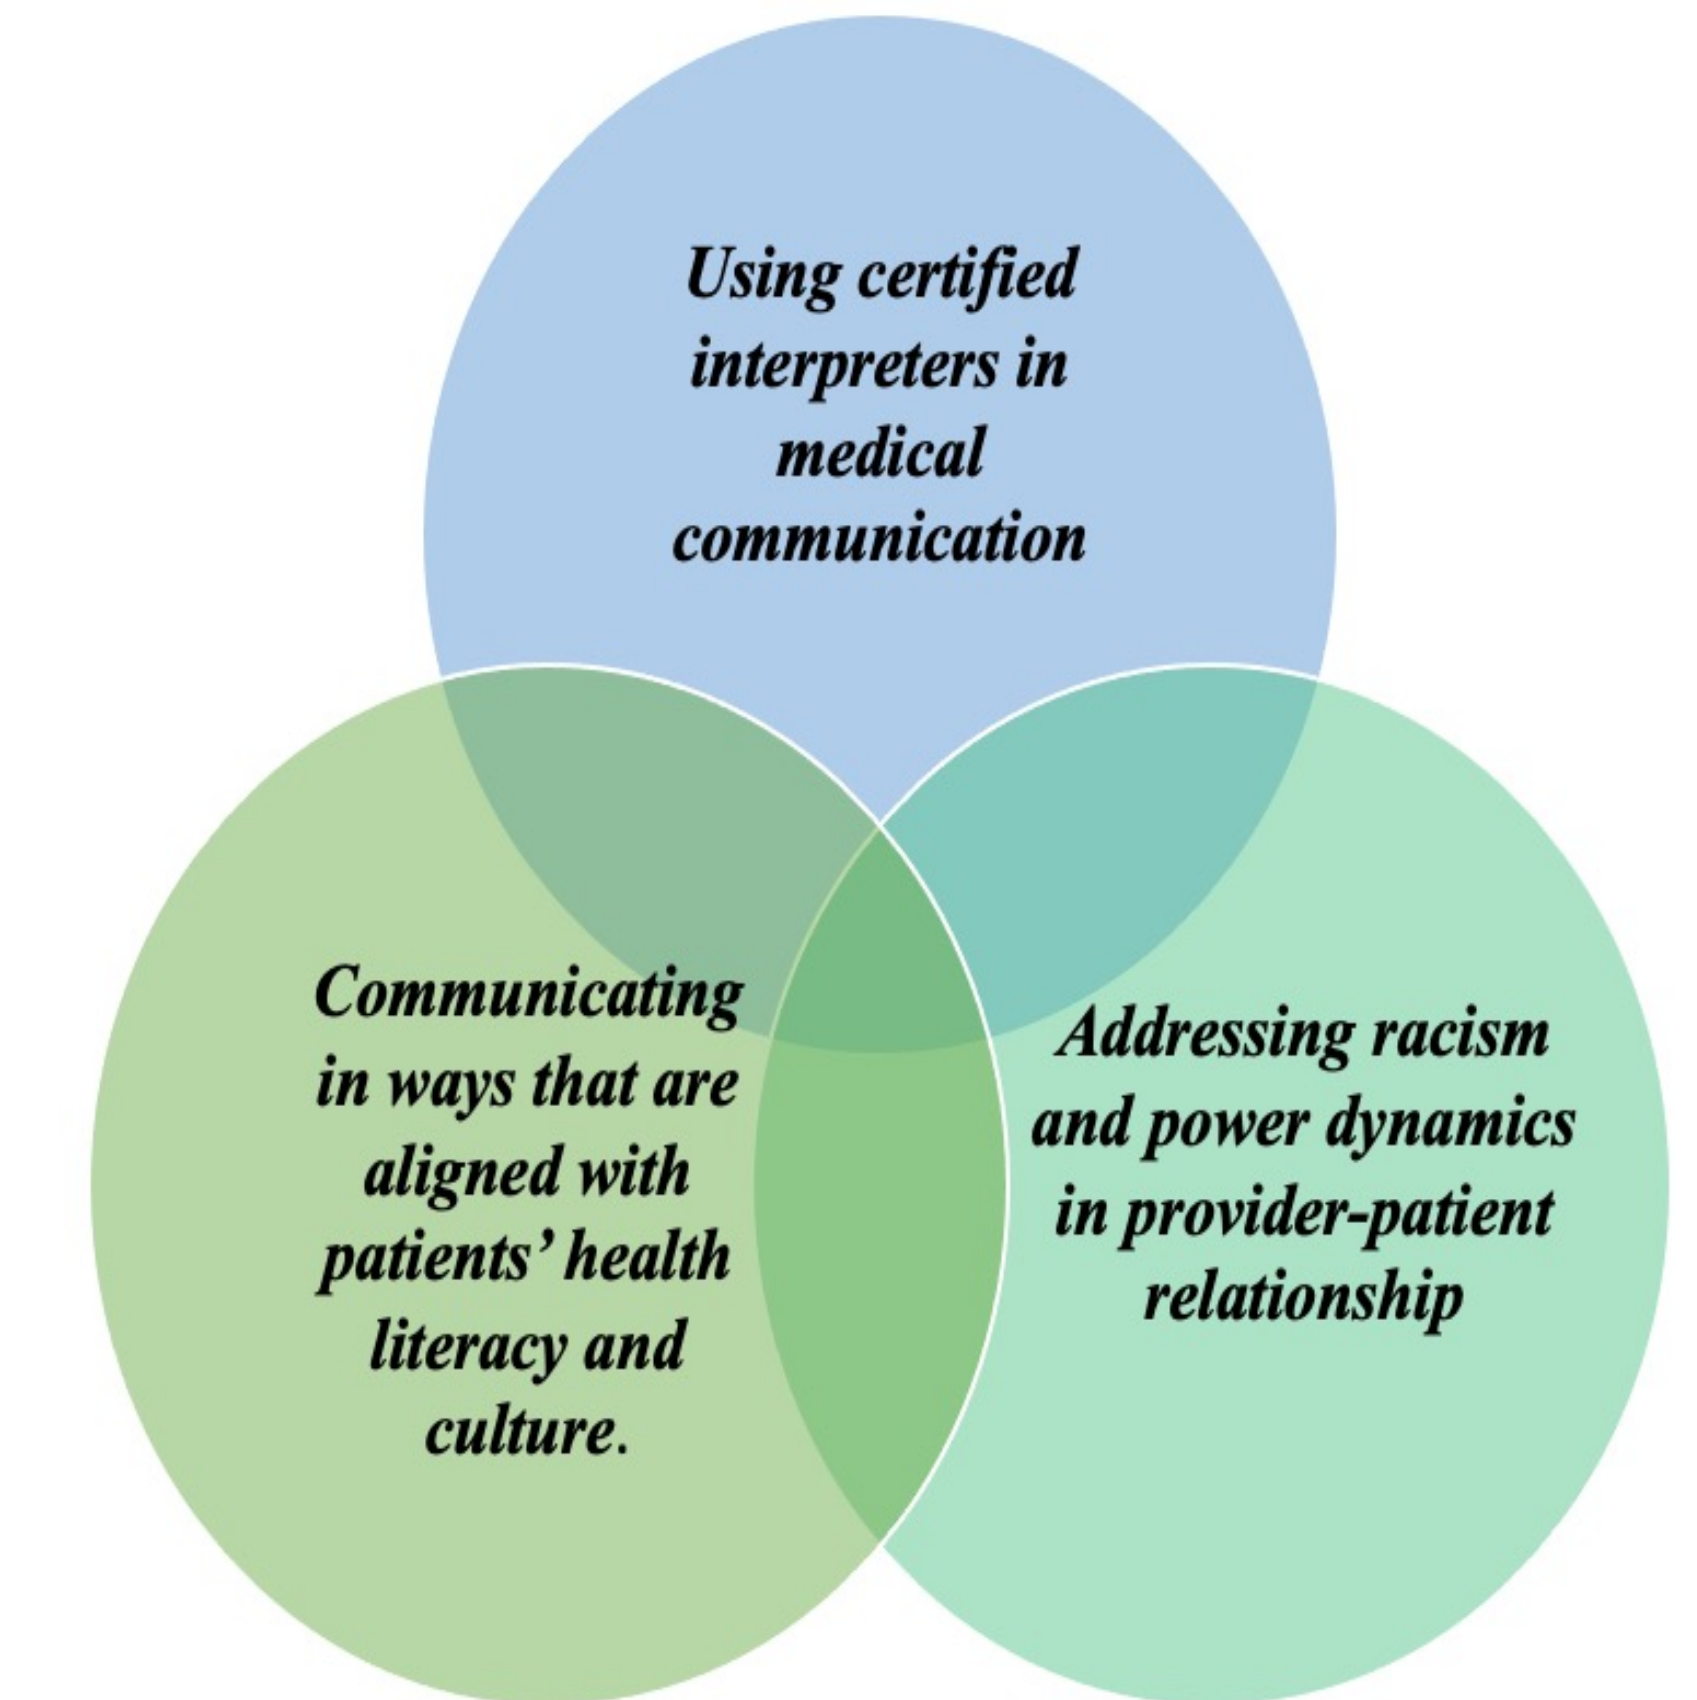 Using certified
interpreters in
medical
communication
Communicating
in ways that are
aligned with
patients’ health
literacy and
culture.
Addressing racism
and power dynamics
in provider-patient
relationship